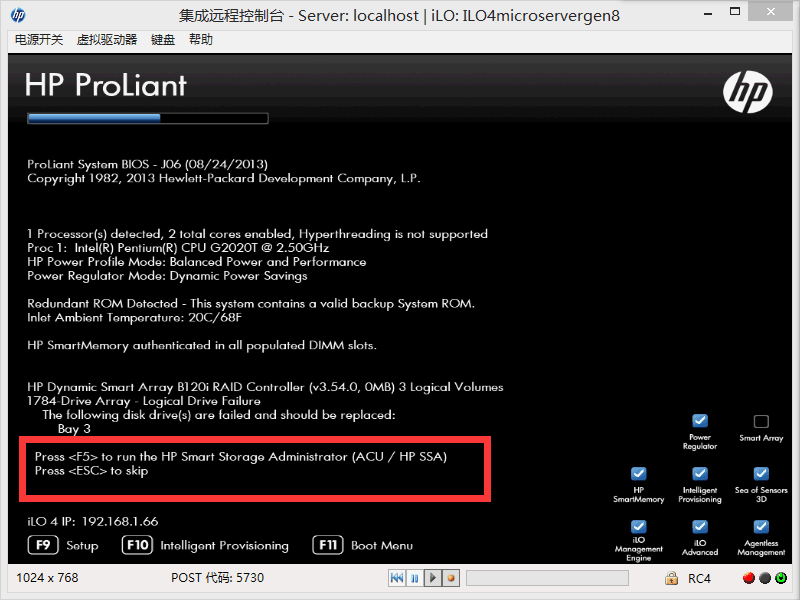 集成远程控制台 - Server: localhost | iLO: ILO4microservergen8
电源开关 虚拟驱动器 键盘 帮助
HP ProLiant
hp
ProLiant System BIOS - J06 (08/24/2013)
Copyright 1982, 2013 Hewlett-Packard Development Company, L.P.
1 Processor(s) detected, 2 total cores enabled, Hyperthreading is not supported
Proc 1: Intel(R) Pentium(R) CPU G2020T @ 2.50GHz
HP Power Profile Mode: Balanced Power and Performance
Power Regulator Mode: Dynamic Power Savings
Redundant ROM Detected - This system contains a valid backup System ROM.
Inlet Ambient Temperature: 20C/68F
HP SmartMemory authenticated in all populated DIMM slots.
HP Dynamic Smart Array B120i RAID Controller (v3.54.0, 0MB) 3 Logical Volumes
1784-Drive Array - Logical Drive Failure
The following disk drive(s) are failed and should be replaced:
Bay 3
Press <F5> to run the HP Smart Storage Administrator (ACU / HP SSA)
Press <ESC> to skip
Power
Regulator
Smart Array
HP
SmartMemory
Intelligent
Provisioning
Sea of Sensors
3D
iLO
Management
Engine
iLO
Advanced
Agentless
Management
iLO 4 IP: 192.168.1.66
F9 Setup F10 Intelligent Provisioning F11 Boot Menu
1024 x 768 POST 代码: 5730 RC4